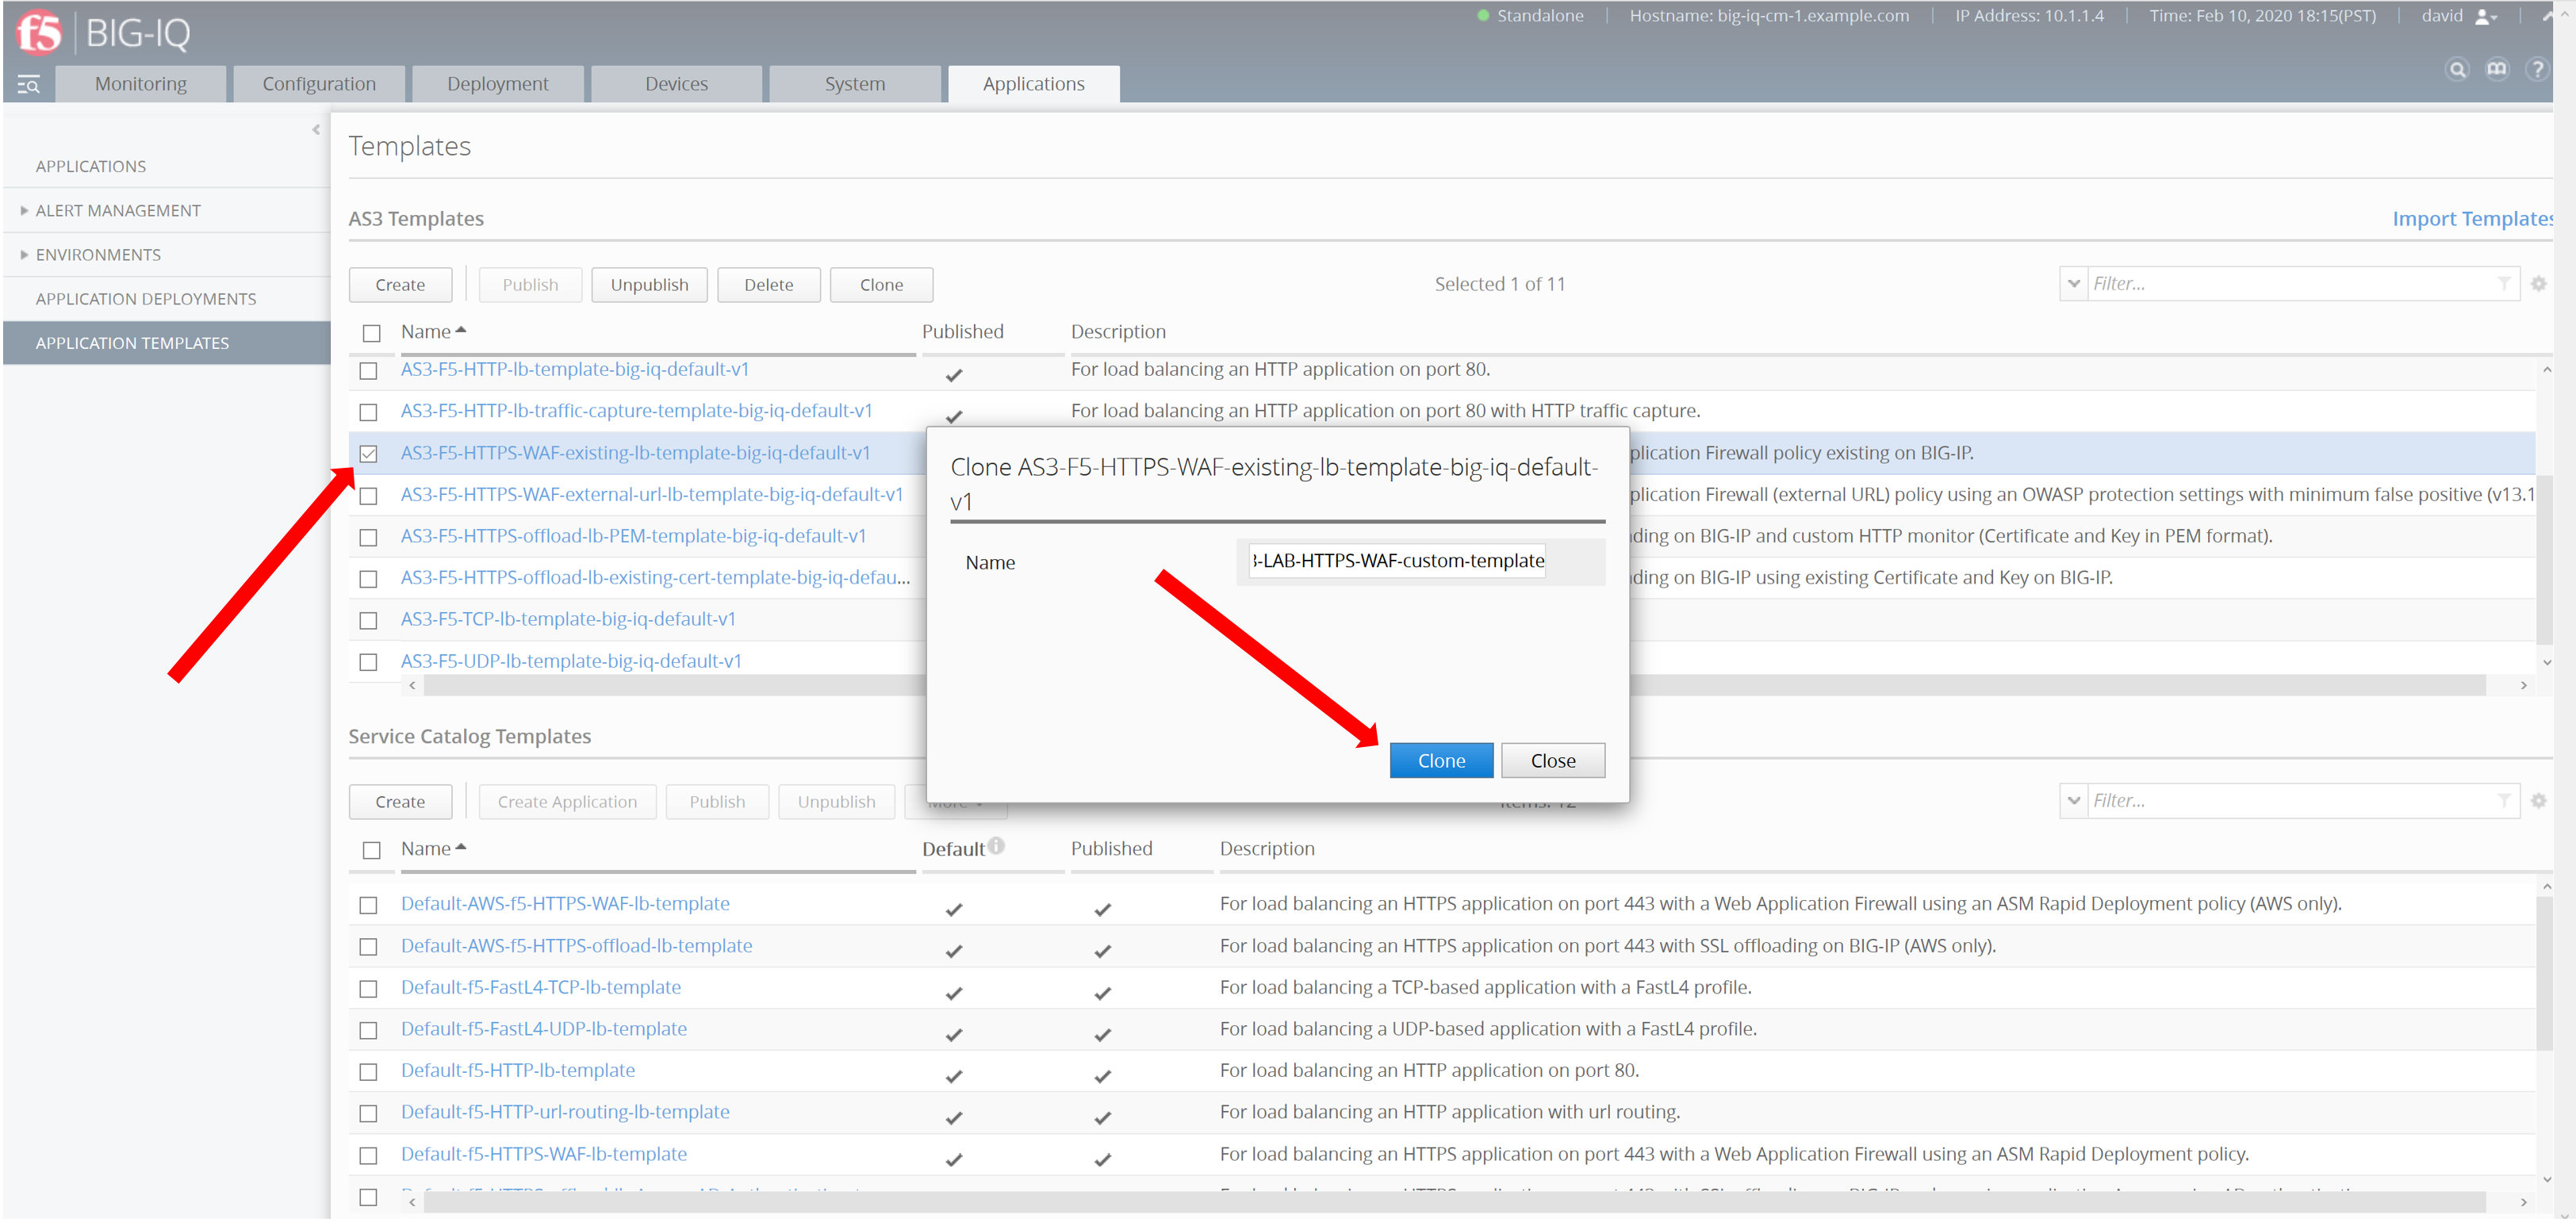 f5 BIG-IQ
Standalone Hostname: big-iq-cm-1.example.com IP Address: 10.1.1.4 Time: Feb 10, 2020 18:15(PST) david
Monitoring Configuration Deployment Devices System Applications
APPLICATIONS
ALERT MANAGEMENT
ENVIRONMENTS
APPLICATION DEPLOYMENTS
APPLICATION TEMPLATES
Templates
AS3 Templates Import Templates
Create Publish Unpublish Delete Clone Selected 1 of 11 Filter...
Name Published Description
AS3-F5-HTTP-lb-template-big-iq-default-v1 For load balancing an HTTP application on port 80.
AS3-F5-HTTP-lb-traffic-capture-template-big-iq-default-v1 For load balancing an HTTP application on port 80 with HTTP traffic capture.
AS3-F5-HTTPS-WAF-existing-lb-template-big-iq-default-v1 plication Firewall policy existing on BIG-IP.
AS3-F5-HTTPS-WAF-external-url-lb-template-big-iq-default-v1 plication Firewall (external URL) policy using an OWASP protection settings with minimum false positive (v13.1
AS3-F5-HTTPS-offload-lb-PEM-template-big-iq-default-v1 ding on BIG-IP and custom HTTP monitor (Certificate and Key in PEM format).
AS3-F5-HTTPS-offload-lb-existing-cert-template-big-iq-defau... ding on BIG-IP using existing Certificate and Key on BIG-IP.
AS3-F5-TCP-lb-template-big-iq-default-v1
AS3-F5-UDP-lb-template-big-iq-default-v1
Clone AS3-F5-HTTPS-WAF-existing-lb-template-big-iq-default-
v1
Name -LAB-HTTPS-WAF-custom-template
Clone Close
Service Catalog Templates
Create Create Application Publish Unpublish More Items: 12 Filter...
Name Default Published Description
Default-AWS-f5-HTTPS-WAF-lb-template For load balancing an HTTPS application on port 443 with a Web Application Firewall using an ASM Rapid Deployment policy (AWS only).
Default-AWS-f5-HTTPS-offload-lb-template For load balancing an HTTPS application on port 443 with SSL offloading on BIG-IP (AWS only).
Default-f5-FastL4-TCP-lb-template For load balancing a TCP-based application with a FastL4 profile.
Default-f5-FastL4-UDP-lb-template For load balancing a UDP-based application with a FastL4 profile.
Default-f5-HTTP-lb-template For load balancing an HTTP application on port 80.
Default-f5-HTTP-url-routing-lb-template For load balancing an HTTP application with url routing.
Default-f5-HTTPS-WAF-lb-template For load balancing an HTTPS application on port 443 with a Web Application Firewall using an ASM Rapid Deployment policy.